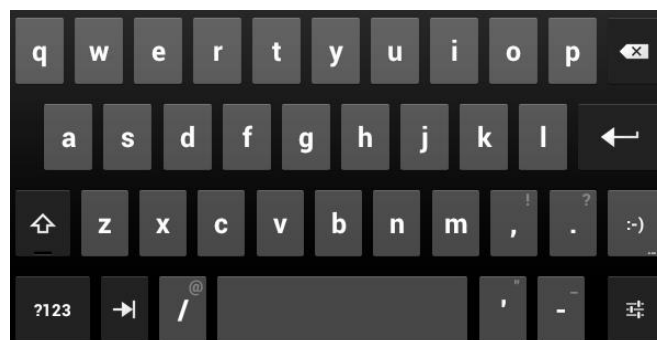 q w e r t y u i o p
a s d f g h j k l
z x c v b n m , ! . ? :-) ...
?123 / @ ' " - _